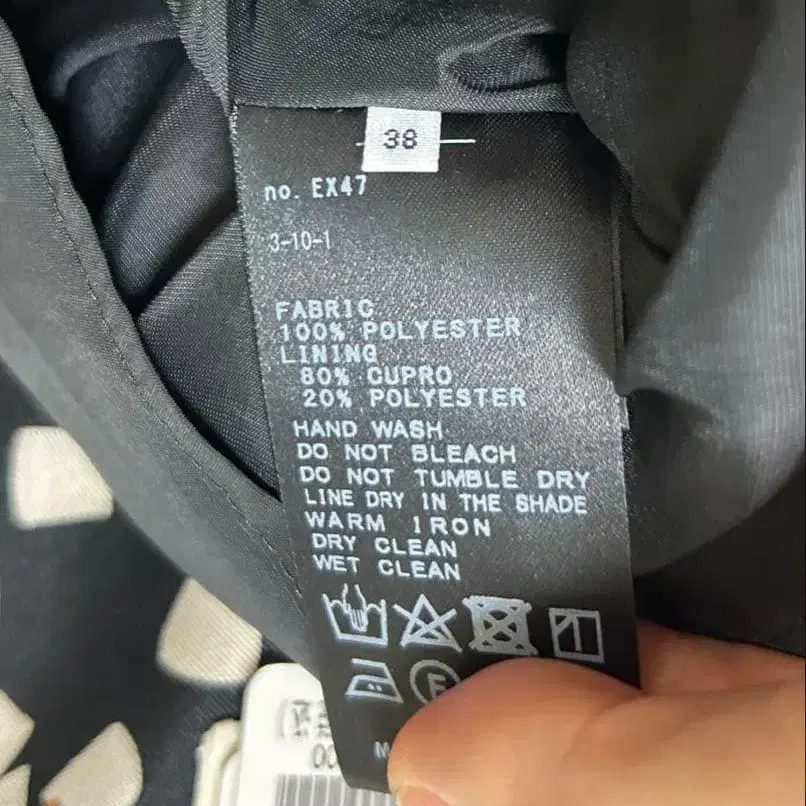 38
no. EX47
3-10-1
FABRIC
100% POLYESTER
LINING
80% CUPRO
20% POLYESTER
HAND WASH
DO NOT BLEACH
DO NOT TUMBLE DRY
LINE DRY IN THE SHADE
WARM IRON
DRY CLEAN
WET CLEAN
F
M
00